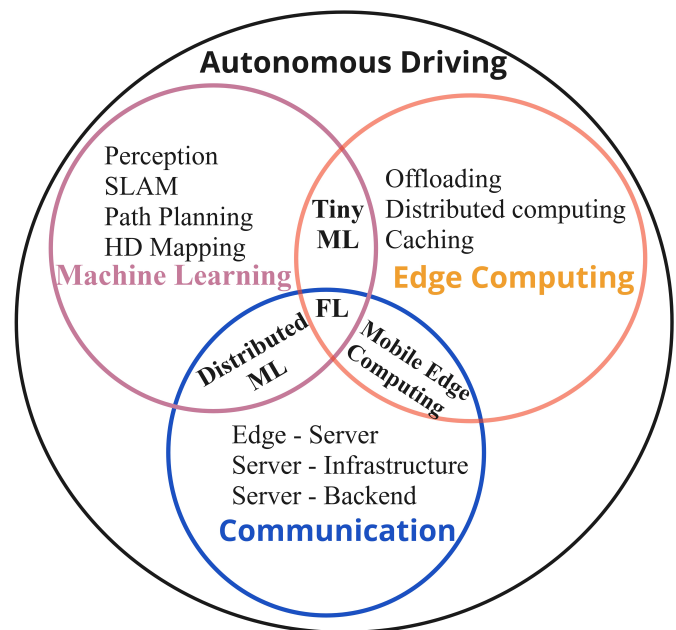 Autonomous Driving
Perception
SLAM
Path Planning
HD Mapping
Machine Learning
Tiny
ML
Offloading
Distributed computing
Caching
Edge Computing
FL
Distributed
ML
Mobile Edge
Computing
Edge - Server
Server - Infrastructure
Server - Backend
Communication